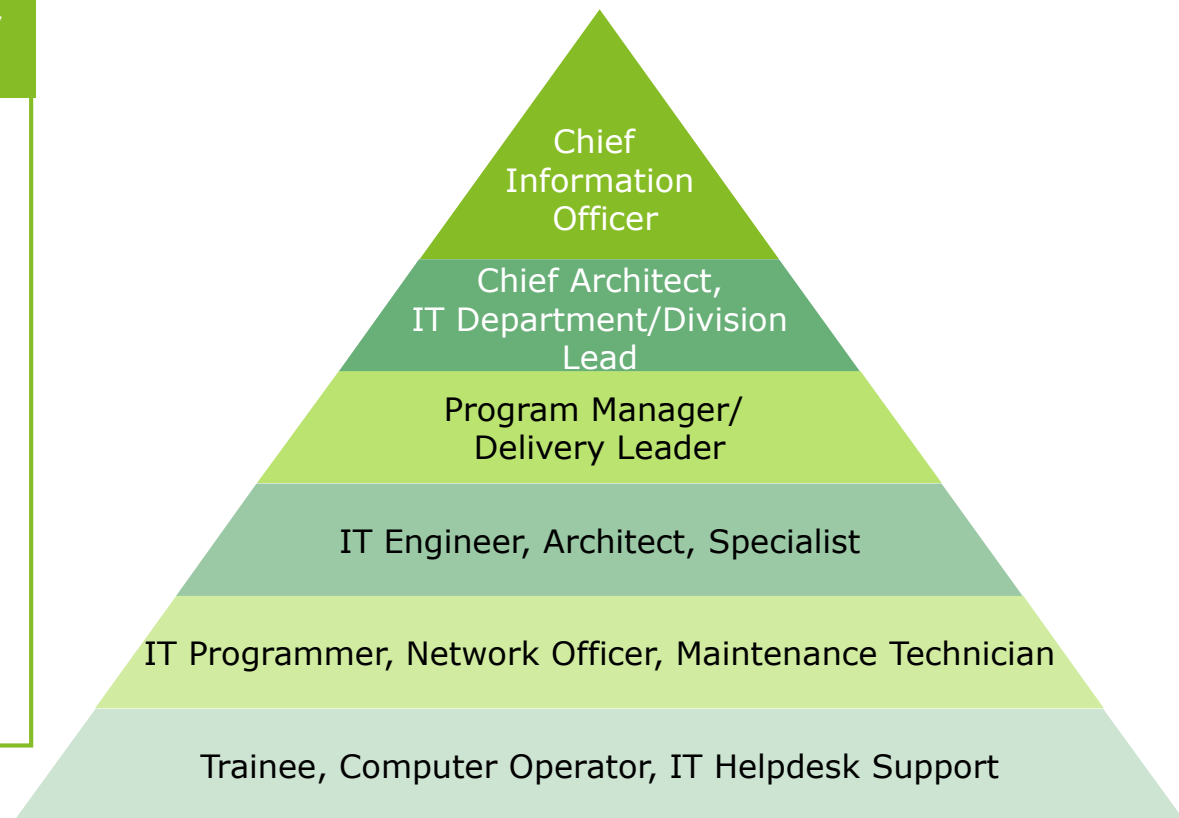 Chief
Information
Officer
Chief Architect,
IT Department/Division
Lead
Program Manager/
Delivery Leader
IT Engineer, Architect, Specialist
IT Programmer, Network Officer, Maintenance Technician
Trainee, Computer Operator, IT Helpdesk Support